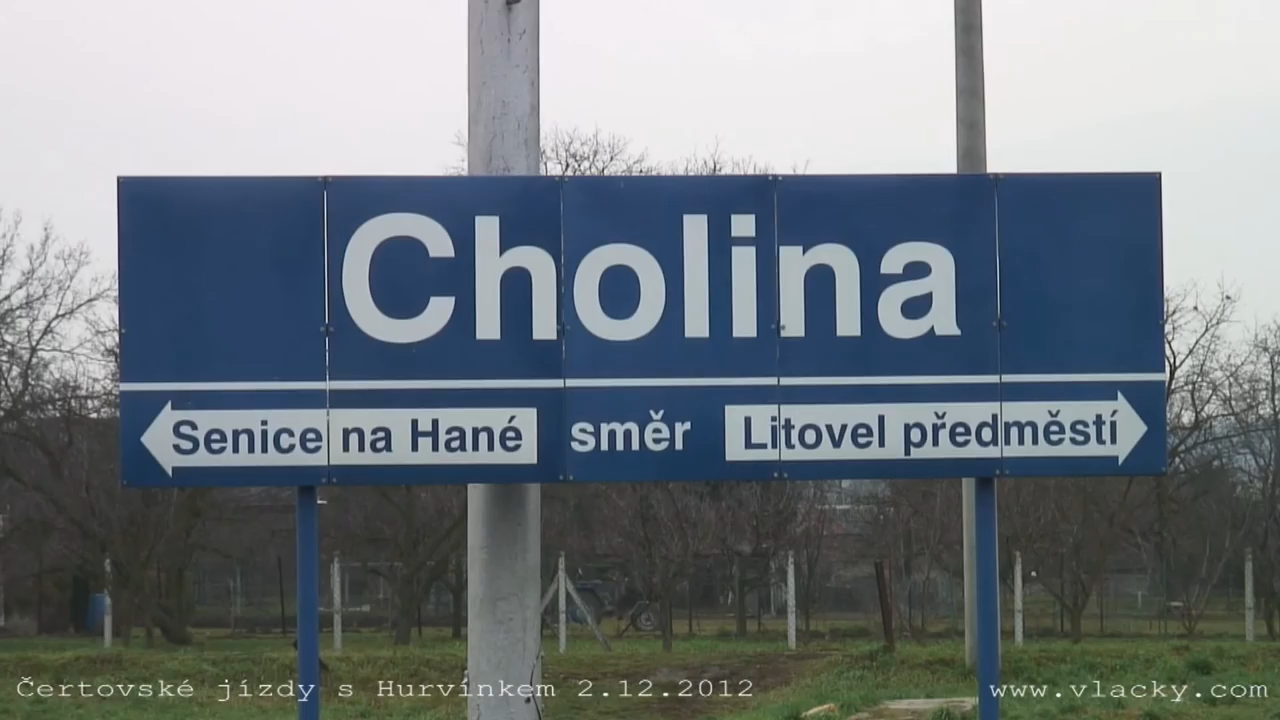 Cholina
Senice na Hané směr Litovel předměstí
Čertovské jízdy s Hurvínkem 2.12.2012 www.vlacky.com